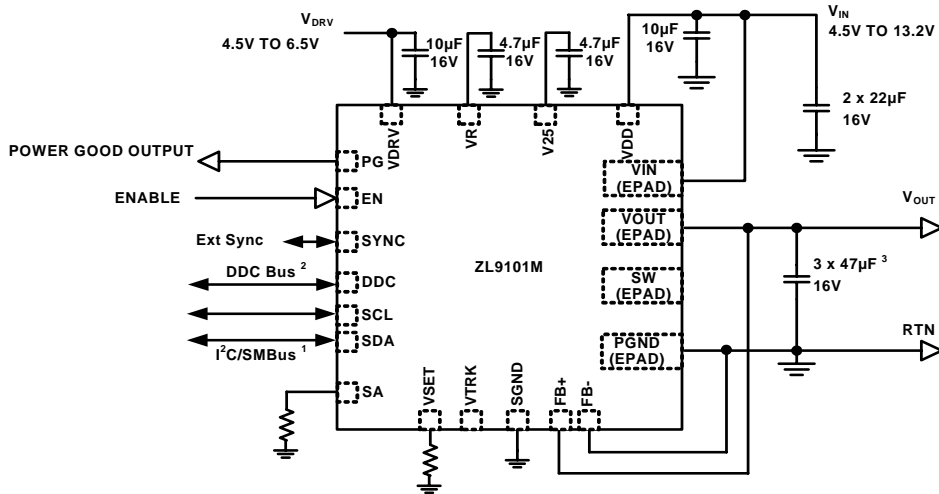 VDRV
4.5V TO 6.5V
10µF
16V
4.7µF
16V
4.7µF
16V
10µF
16V
VIN
4.5V TO 13.2V
2 x 22µF
16V
VDRV
VR
V25
VDD
POWER GOOD OUTPUT
PG
ENABLE
EN
Ext Sync
SYNC
DDC Bus 2
DDC
SCL
SDA
I2C/SMBus 1
SA
ZL9101M
VIN
(EPAD)
VOUT
(EPAD)
SW
(EPAD)
PGND
(EPAD)
VOUT
3 x 47µF 3
16V
RTN
VSET
VTRK
SGND
FB+
FB-